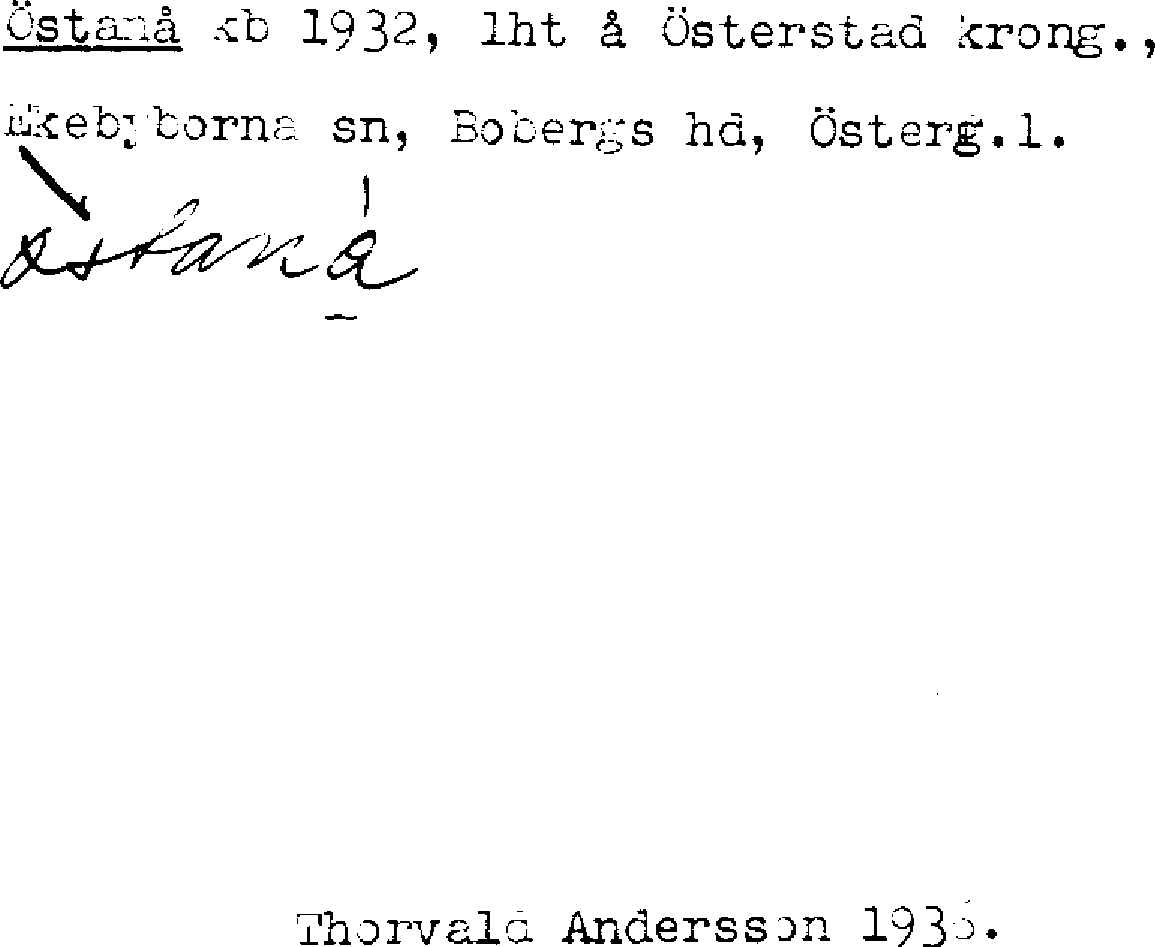 Östanå kb 1932, lht å Österstad krong.,
Ekebyborna sn, Bobergs hd, Österg.l.
Thorvald Andersson